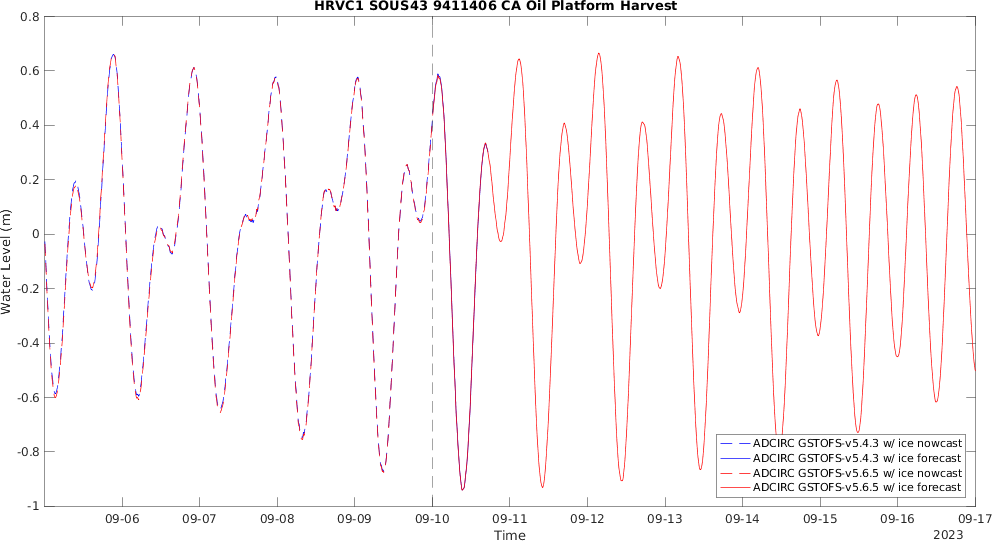 HRVC1 SOUS43 9411406 CA Oil Platform Harvest
0.8
0.6
0.4
0.2
0
-0.2
-0.4
-0.6
-0.8
-1
Water Level (m)
ADCIRC GSTOFS-v5.4.3 w/ ice nowcast
ADCIRC GSTOFS-v5.4.3 w/ ice forecast
ADCIRC GSTOFS-v5.6.5 w/ ice nowcast
ADCIRC GSTOFS-v5.6.5 w/ ice forecast
09-06 09-07 09-08 09-09 09-10 09-11 09-12 09-13 09-14 09-15 09-16 09-17
Time
2023